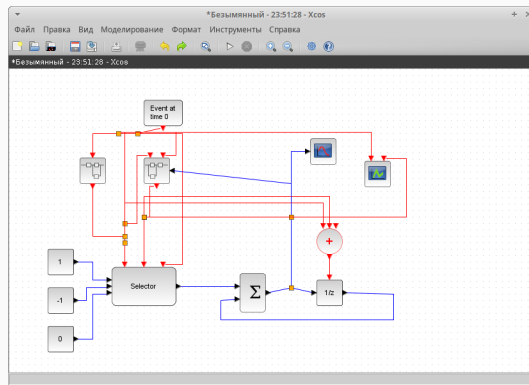 *Безымянный - 23:51:28 - Xcos
Файл Правка Вид Моделирование Формат Инструменты Справка
*Безымянный - 23:51:28 - Xcos
Event at
time 0
+
1
Selector
-1
Σ
1/z
0